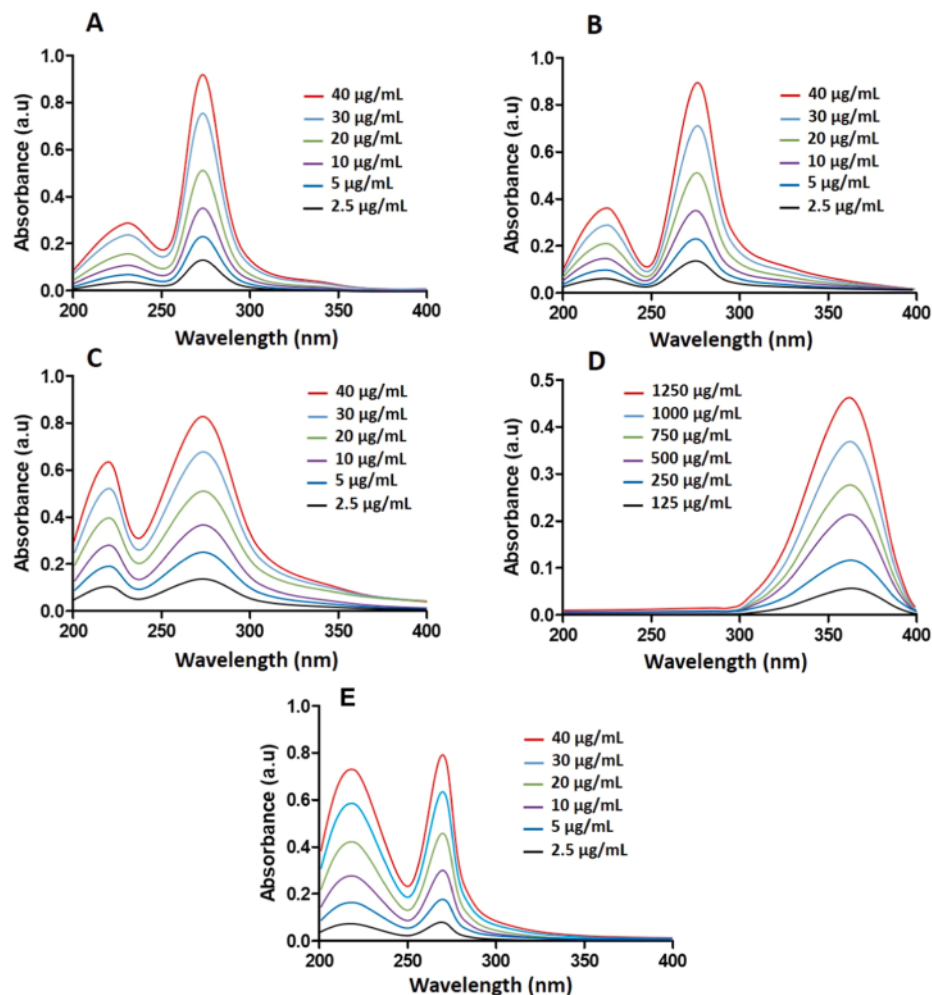 A
Absorbance (a.u)
1.0
0.8
0.6
0.4
0.2
0.0
200 250 300 350 400
Wavelength (nm)
40 µg/mL
30 µg/mL
20 µg/mL
10 µg/mL
5 µg/mL
2.5 µg/mL
B
Absorbance (a.u)
1.0
0.8
0.6
0.4
0.2
0.0
200 250 300 350 400
Wavelength (nm)
40 µg/mL
30 µg/mL
20 µg/mL
10 µg/mL
5 µg/mL
2.5 µg/mL
C
Absorbance (a.u)
1.0
0.8
0.6
0.4
0.2
0.0
200 250 300 350 400
Wavelength (nm)
40 µg/mL
30 µg/mL
20 µg/mL
10 µg/mL
5 µg/mL
2.5 µg/mL
D
Absorbance (a.u)
0.5
0.4
0.3
0.2
0.1
0.0
200 250 300 350 400
Wavelength (nm)
1250 µg/mL
1000 µg/mL
750 µg/mL
500 µg/mL
250 µg/mL
125 µg/mL
E
Absorbance (a.u)
1.0
0.8
0.6
0.4
0.2
0.0
200 250 300 350 400
Wavelength (nm)
40 µg/mL
30 µg/mL
20 µg/mL
10 µg/mL
5 µg/mL
2.5 µg/mL